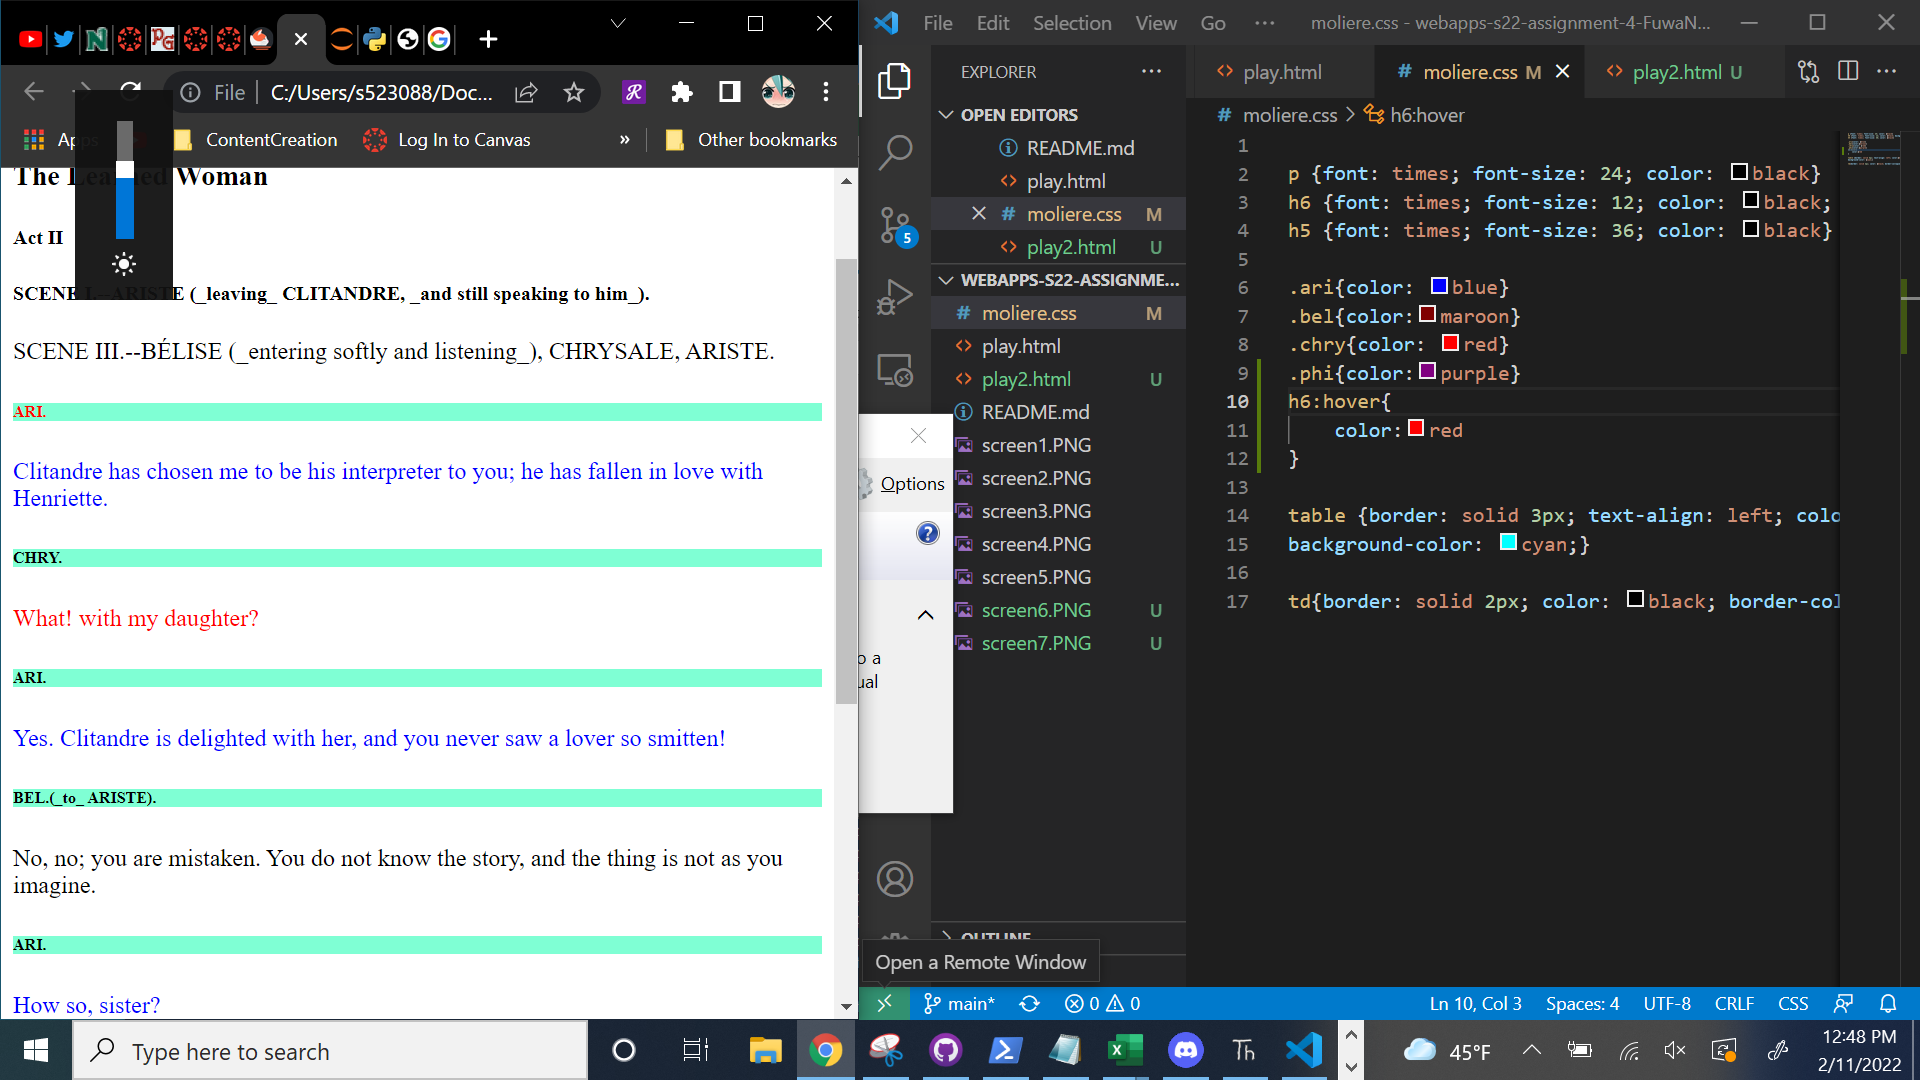 File
C:/Users/s523088/Doc...
ContentCreation
Log In to Canvas
»
Other bookmarks
Woman
Act II
SCENE I.--ARISTE (_leaving_ CLITANDRE, _and still speaking to him_).
SCENE III.--BÉLISE (_entering softly and listening_), CHRYSALE, ARISTE.
ARI.
Clitandre has chosen me to be his interpreter to you; he has fallen in love with
Henriette.
CHRY.
What! with my daughter?
ARI.
Yes. Clitandre is delighted with her, and you never saw a lover so smitten!
BEL.(_to_ ARISTE).
No, no; you are mistaken. You do not know the story, and the thing is not as you
imagine.
ARI.
How so, sister?
Options
File Edit Selection View Go ···
moliere.css - webapps-s22-assignment-4-FuwaN...
EXPLORER
OPEN EDITORS
README.md
play.html
moliere.css M
play2.html U
WEBAPPS-S22-ASSIGNME...
moliere.css M
play.html
play2.html U
README.md
screen1.PNG
screen2.PNG
screen3.PNG
screen4.PNG
screen5.PNG
screen6.PNG U
screen7.PNG U
OUTLINE
Open a Remote Window
5
play.html
moliere.css M
play2.html U
moliere.css > h6:hover
1
2 p {font: times; font-size: 24; color: black}
3 h6 {font: times; font-size: 12; color: black;
4 h5 {font: times; font-size: 36; color: black}
5
6 .ari{color: blue}
7 .bel{color: maroon}
8 .chry{color: red}
9 .phi{color: purple}
10 h6:hover{
11 color: red
12 }
13
14 table {border: solid 3px; text-align: left; colo
15 background-color: cyan;}
16
17 td{border: solid 2px; color: black; border-col
main* 0 0
Ln 10, Col 3 Spaces: 4 UTF-8 CRLF CSS
Type here to search
45°F
12:48 PM
2/11/2022